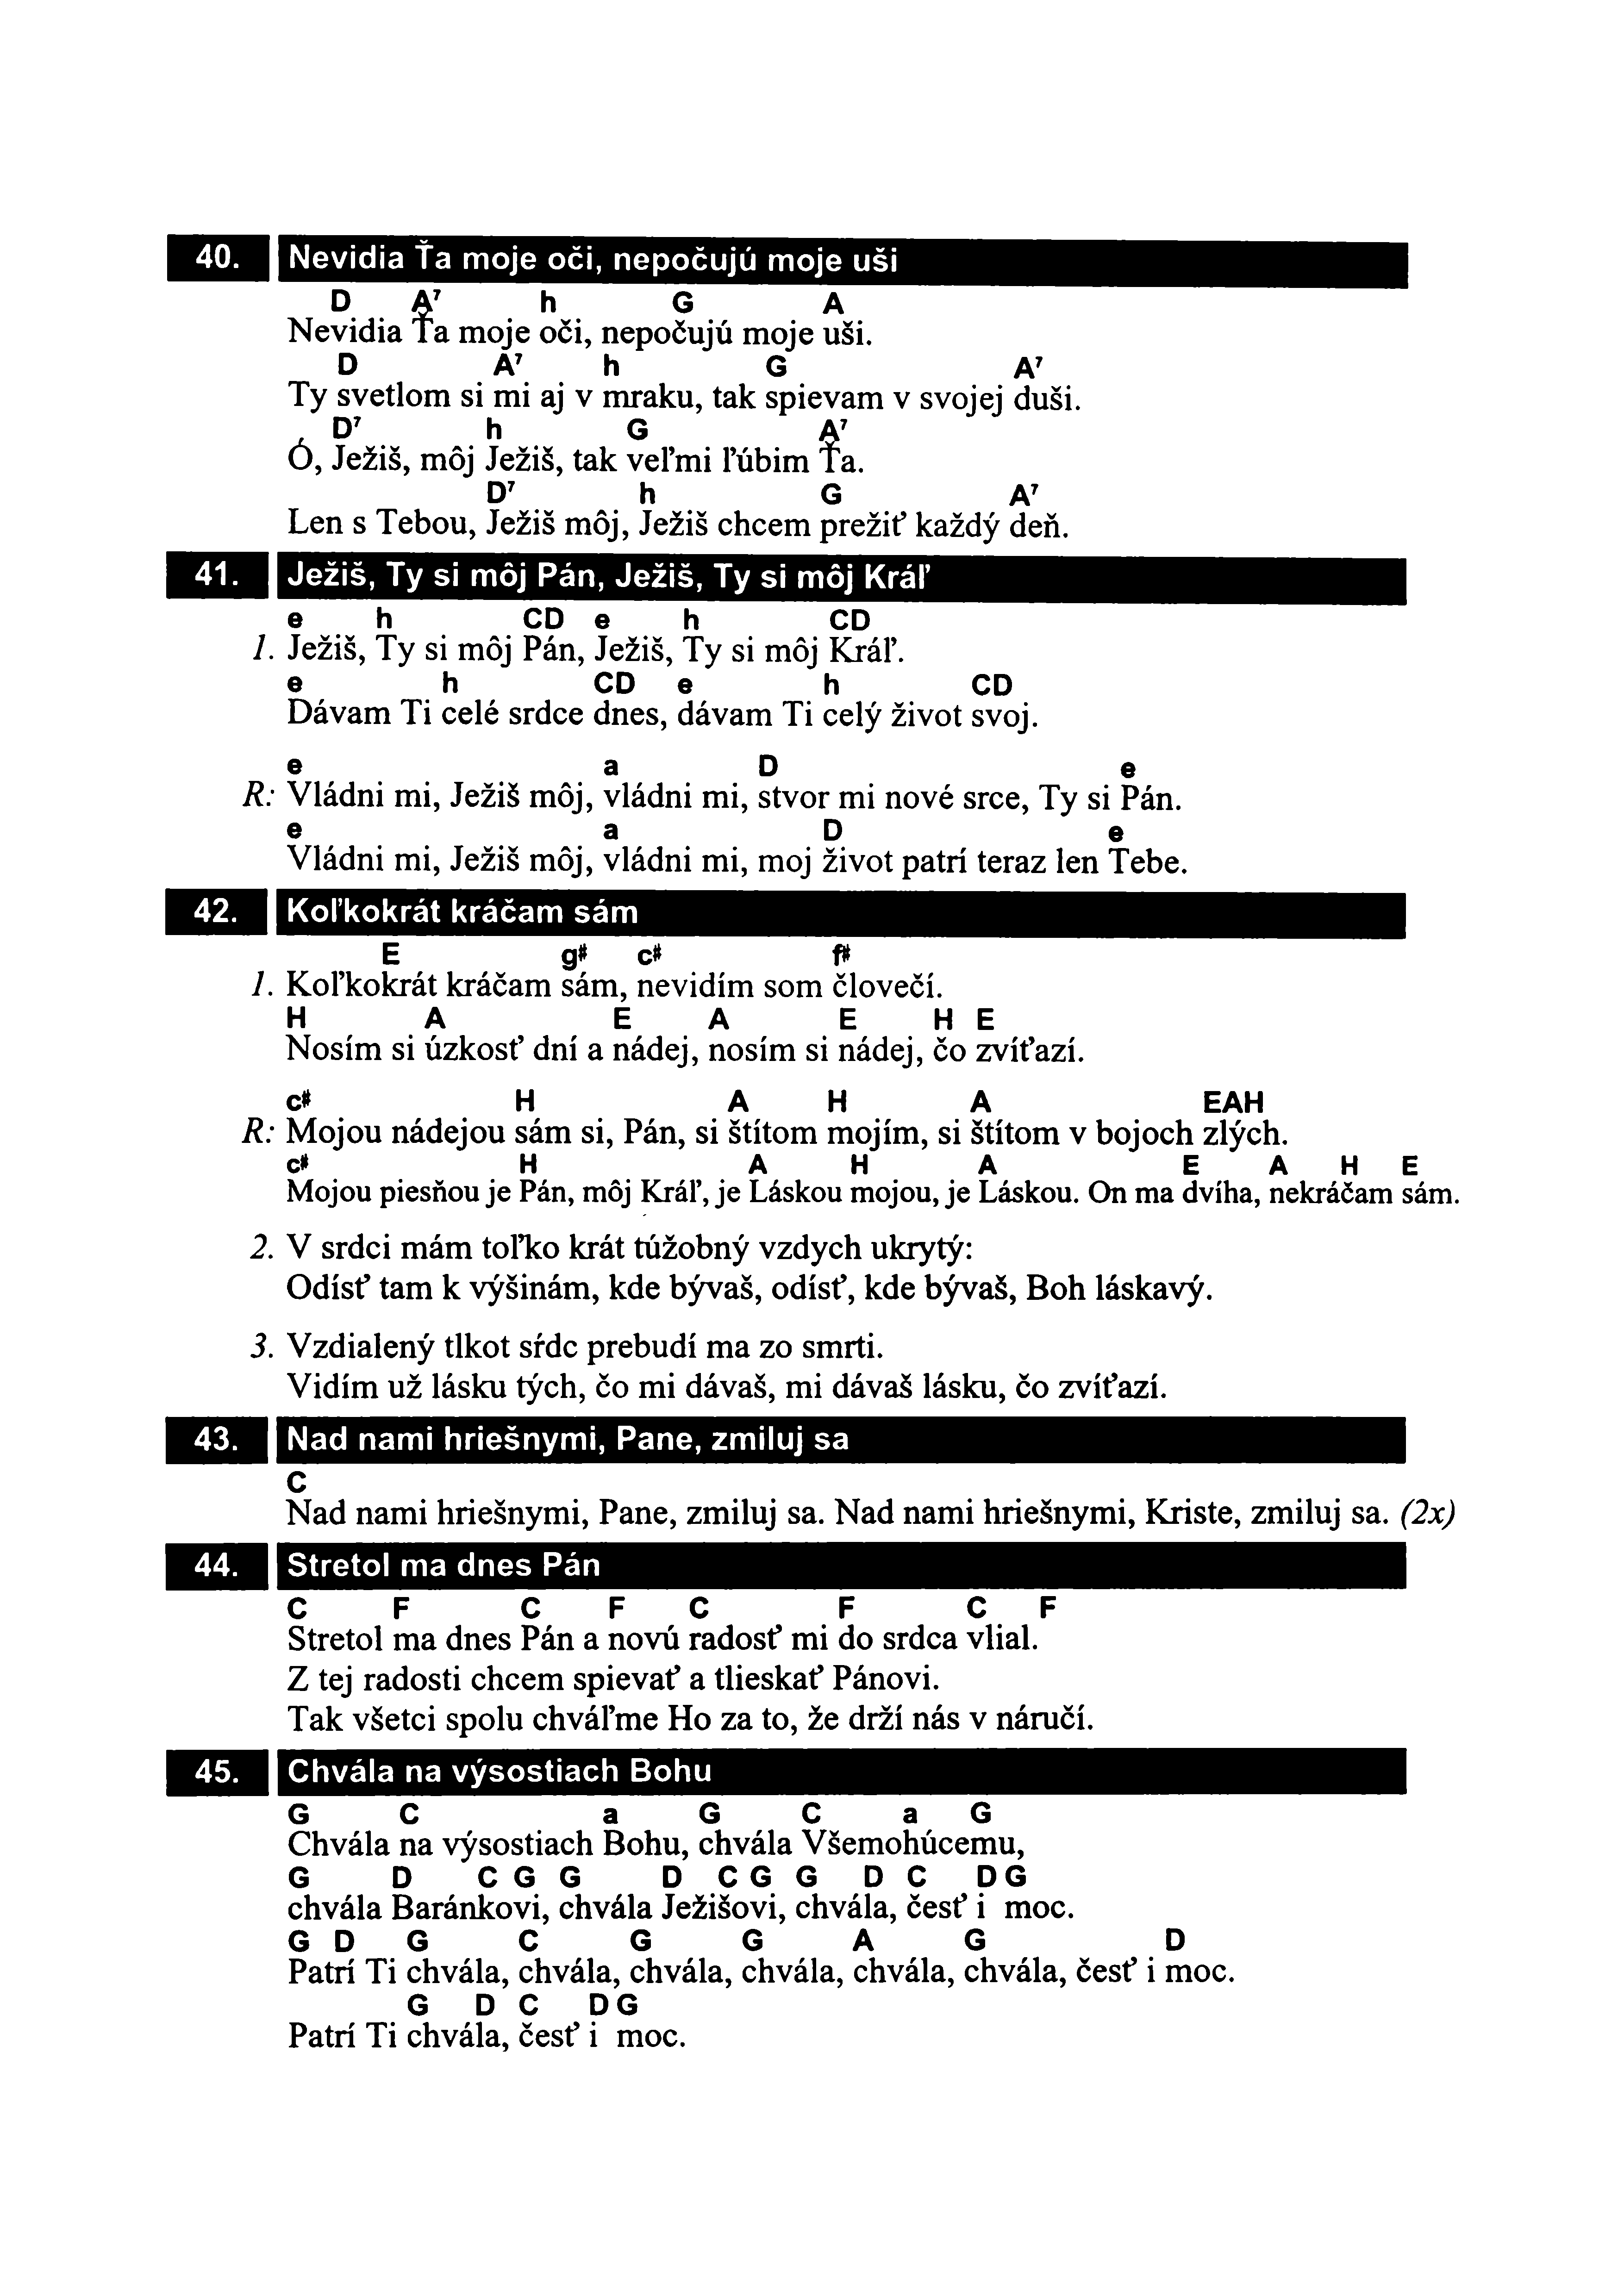 40. Nevidia Ťa moje oči, nepočujú moje uši
D A⁷ h G A
Nevidia Ťa moje oči, nepočujú moje uši.
D A⁷ h G A⁷
Ty svetlom si mi aj v mraku, tak spievam v svojej duši.
D⁷ h G A⁷
Ó, Ježiš, môj Ježiš, tak veľmi ľúbim Ťa.
D⁷ h G A⁷
Len s Tebou, Ježiš môj, Ježiš chcem prežiť každý deň.
41. Ježiš, Ty si môj Pán, Ježiš, Ty si môj Kráľ
e h CD e h CD
1. Ježiš, Ty si môj Pán, Ježiš, Ty si môj Kráľ.
e h CD e h CD
Dávam Ti celé srdce dnes, dávam Ti celý život svoj.
e a D e
R: Vládni mi, Ježiš môj, vládni mi, stvor mi nové srce, Ty si Pán.
e a D e
Vládni mi, Ježiš môj, vládni mi, moj život patrí teraz len Tebe.
42. Koľkokrát kráčam sám
E g# c# f#
1. Koľkokrát kráčam sám, nevidím som človečí.
H A E A E H E
Nosím si úzkosť dní a nádej, nosím si nádej, čo zvíťazí.
c# H A H A EAH
R: Mojou nádejou sám si, Pán, si štítom mojím, si štítom v bojoch zlých.
c# H A H A E A H E
Mojou piesňou je Pán, môj Kráľ, je Láskou mojou, je Láskou. On ma dvíha, nekráčam sám.
2. V srdci mám toľko krát túžobný vzdych ukrytý:
Odísť tam k výšinám, kde bývaš, odísť, kde bývaš, Boh láskavý.
3. Vzdialený tlkot sŕdc prebudí ma zo smrti.
Vidím už lásku tých, čo mi dávaš, mi dávaš lásku, čo zvíťazí.
43. Nad nami hriešnymi, Pane, zmiluj sa
C
Nad nami hriešnymi, Pane, zmiluj sa. Nad nami hriešnymi, Kriste, zmiluj sa. (2x)
44. Stretol ma dnes Pán
C F C F C F C F
Stretol ma dnes Pán a novú radosť mi do srdca vlial.
Z tej radosti chcem spievať a tlieskať Pánovi.
Tak všetci spolu chváľme Ho za to, že drží nás v náručí.
45. Chvála na výsostiach Bohu
G C a G C a G
Chvála na výsostiach Bohu, chvála Všemohúcemu,
G D C G G D C G G D C D G
chvála Baránkovi, chvála Ježišovi, chvála, česť i moc.
G D G C G G A G D
Patrí Ti chvála, chvála, chvála, chvála, chvála, chvála, česť i moc.
G D C D G
Patrí Ti chvála, česť i moc.